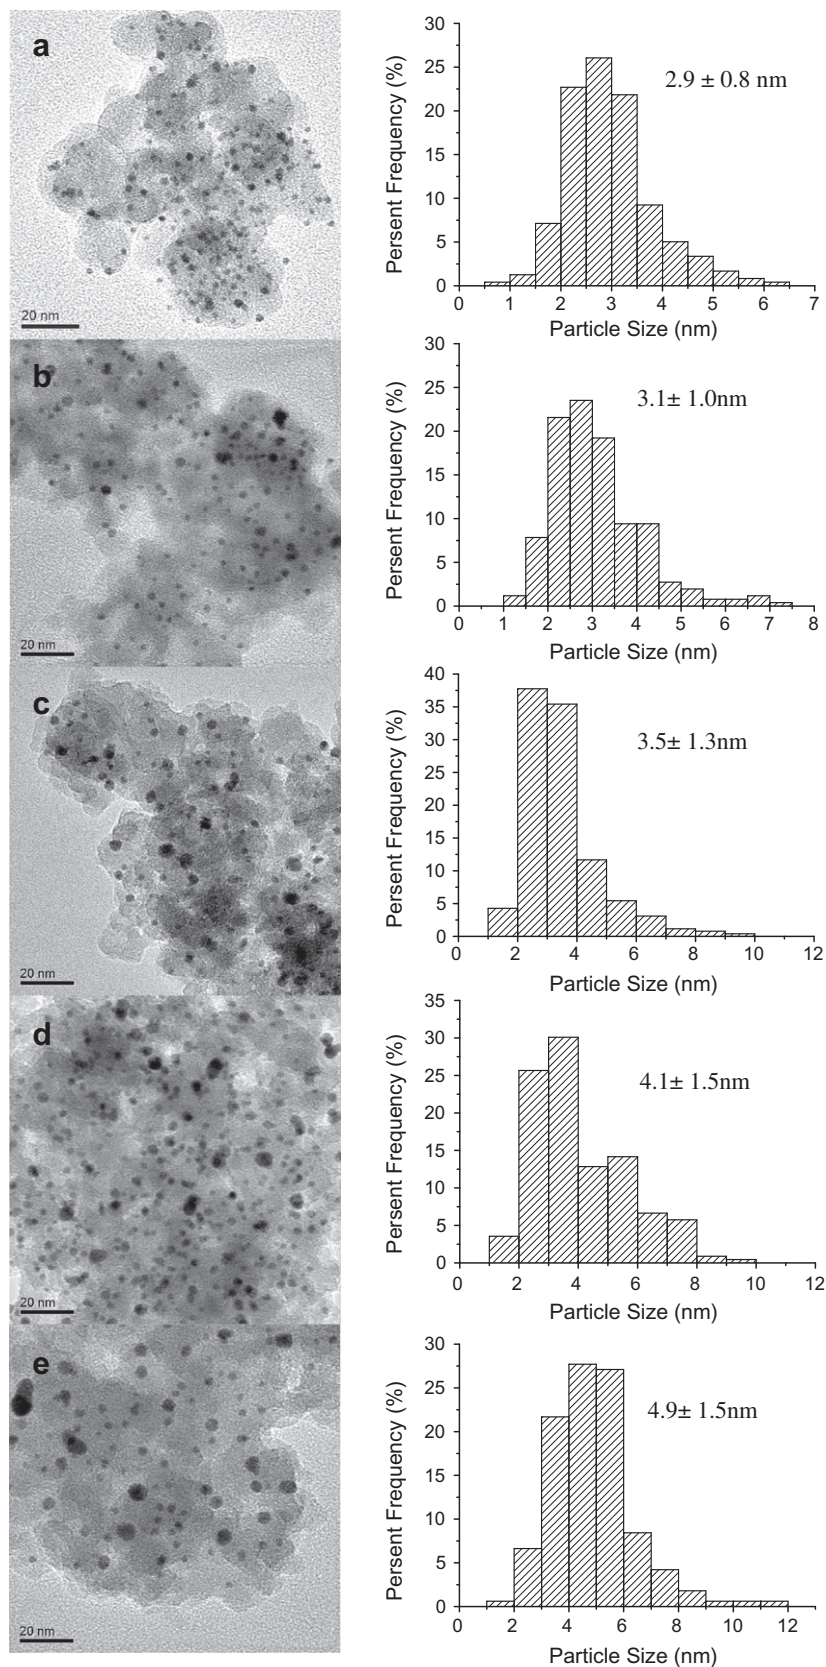 a
20 nm
30
25
20
15
10
5
0
Persent Frequency (%)
2.9 ± 0.8 nm
0 1 2 3 4 5 6 7
Particle Size (nm)
b
20 nm
30
25
20
15
10
5
0
Persent Frequency (%)
3.1± 1.0nm
0 1 2 3 4 5 6 7 8
Particle Size (nm)
c
20 nm
40
35
30
25
20
15
10
5
0
Persent Frequency (%)
3.5± 1.3nm
0 2 4 6 8 10 12
Particle Size (nm)
d
20 nm
35
30
25
20
15
10
5
0
Persent Frequency (%)
4.1± 1.5nm
0 2 4 6 8 10 12
Particle Size (nm)
e
20 nm
30
25
20
15
10
5
0
Persent Frequency (%)
4.9± 1.5nm
0 2 4 6 8 10 12
Particle Size (nm)